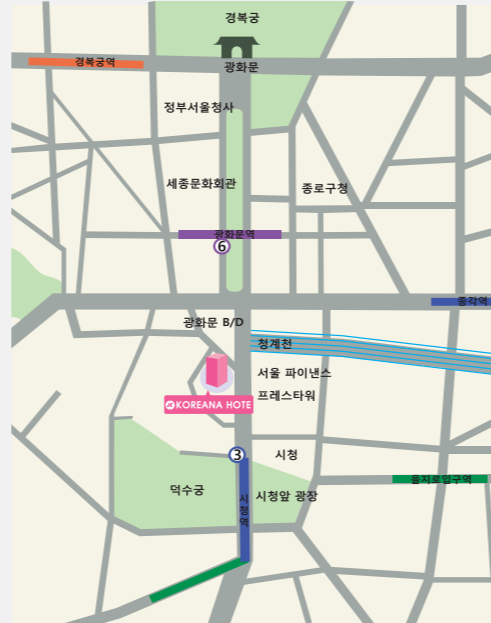 경복궁
경복궁역
광화문
정부서울청사
세종문화회관
종로구청
광화문역
6
종각역
광화문 B/D
청계천
서울 파이낸스
프레스타워
KOREANA HOTE
3
시청
을지로입구역
덕수궁
시청역
시청앞 광장